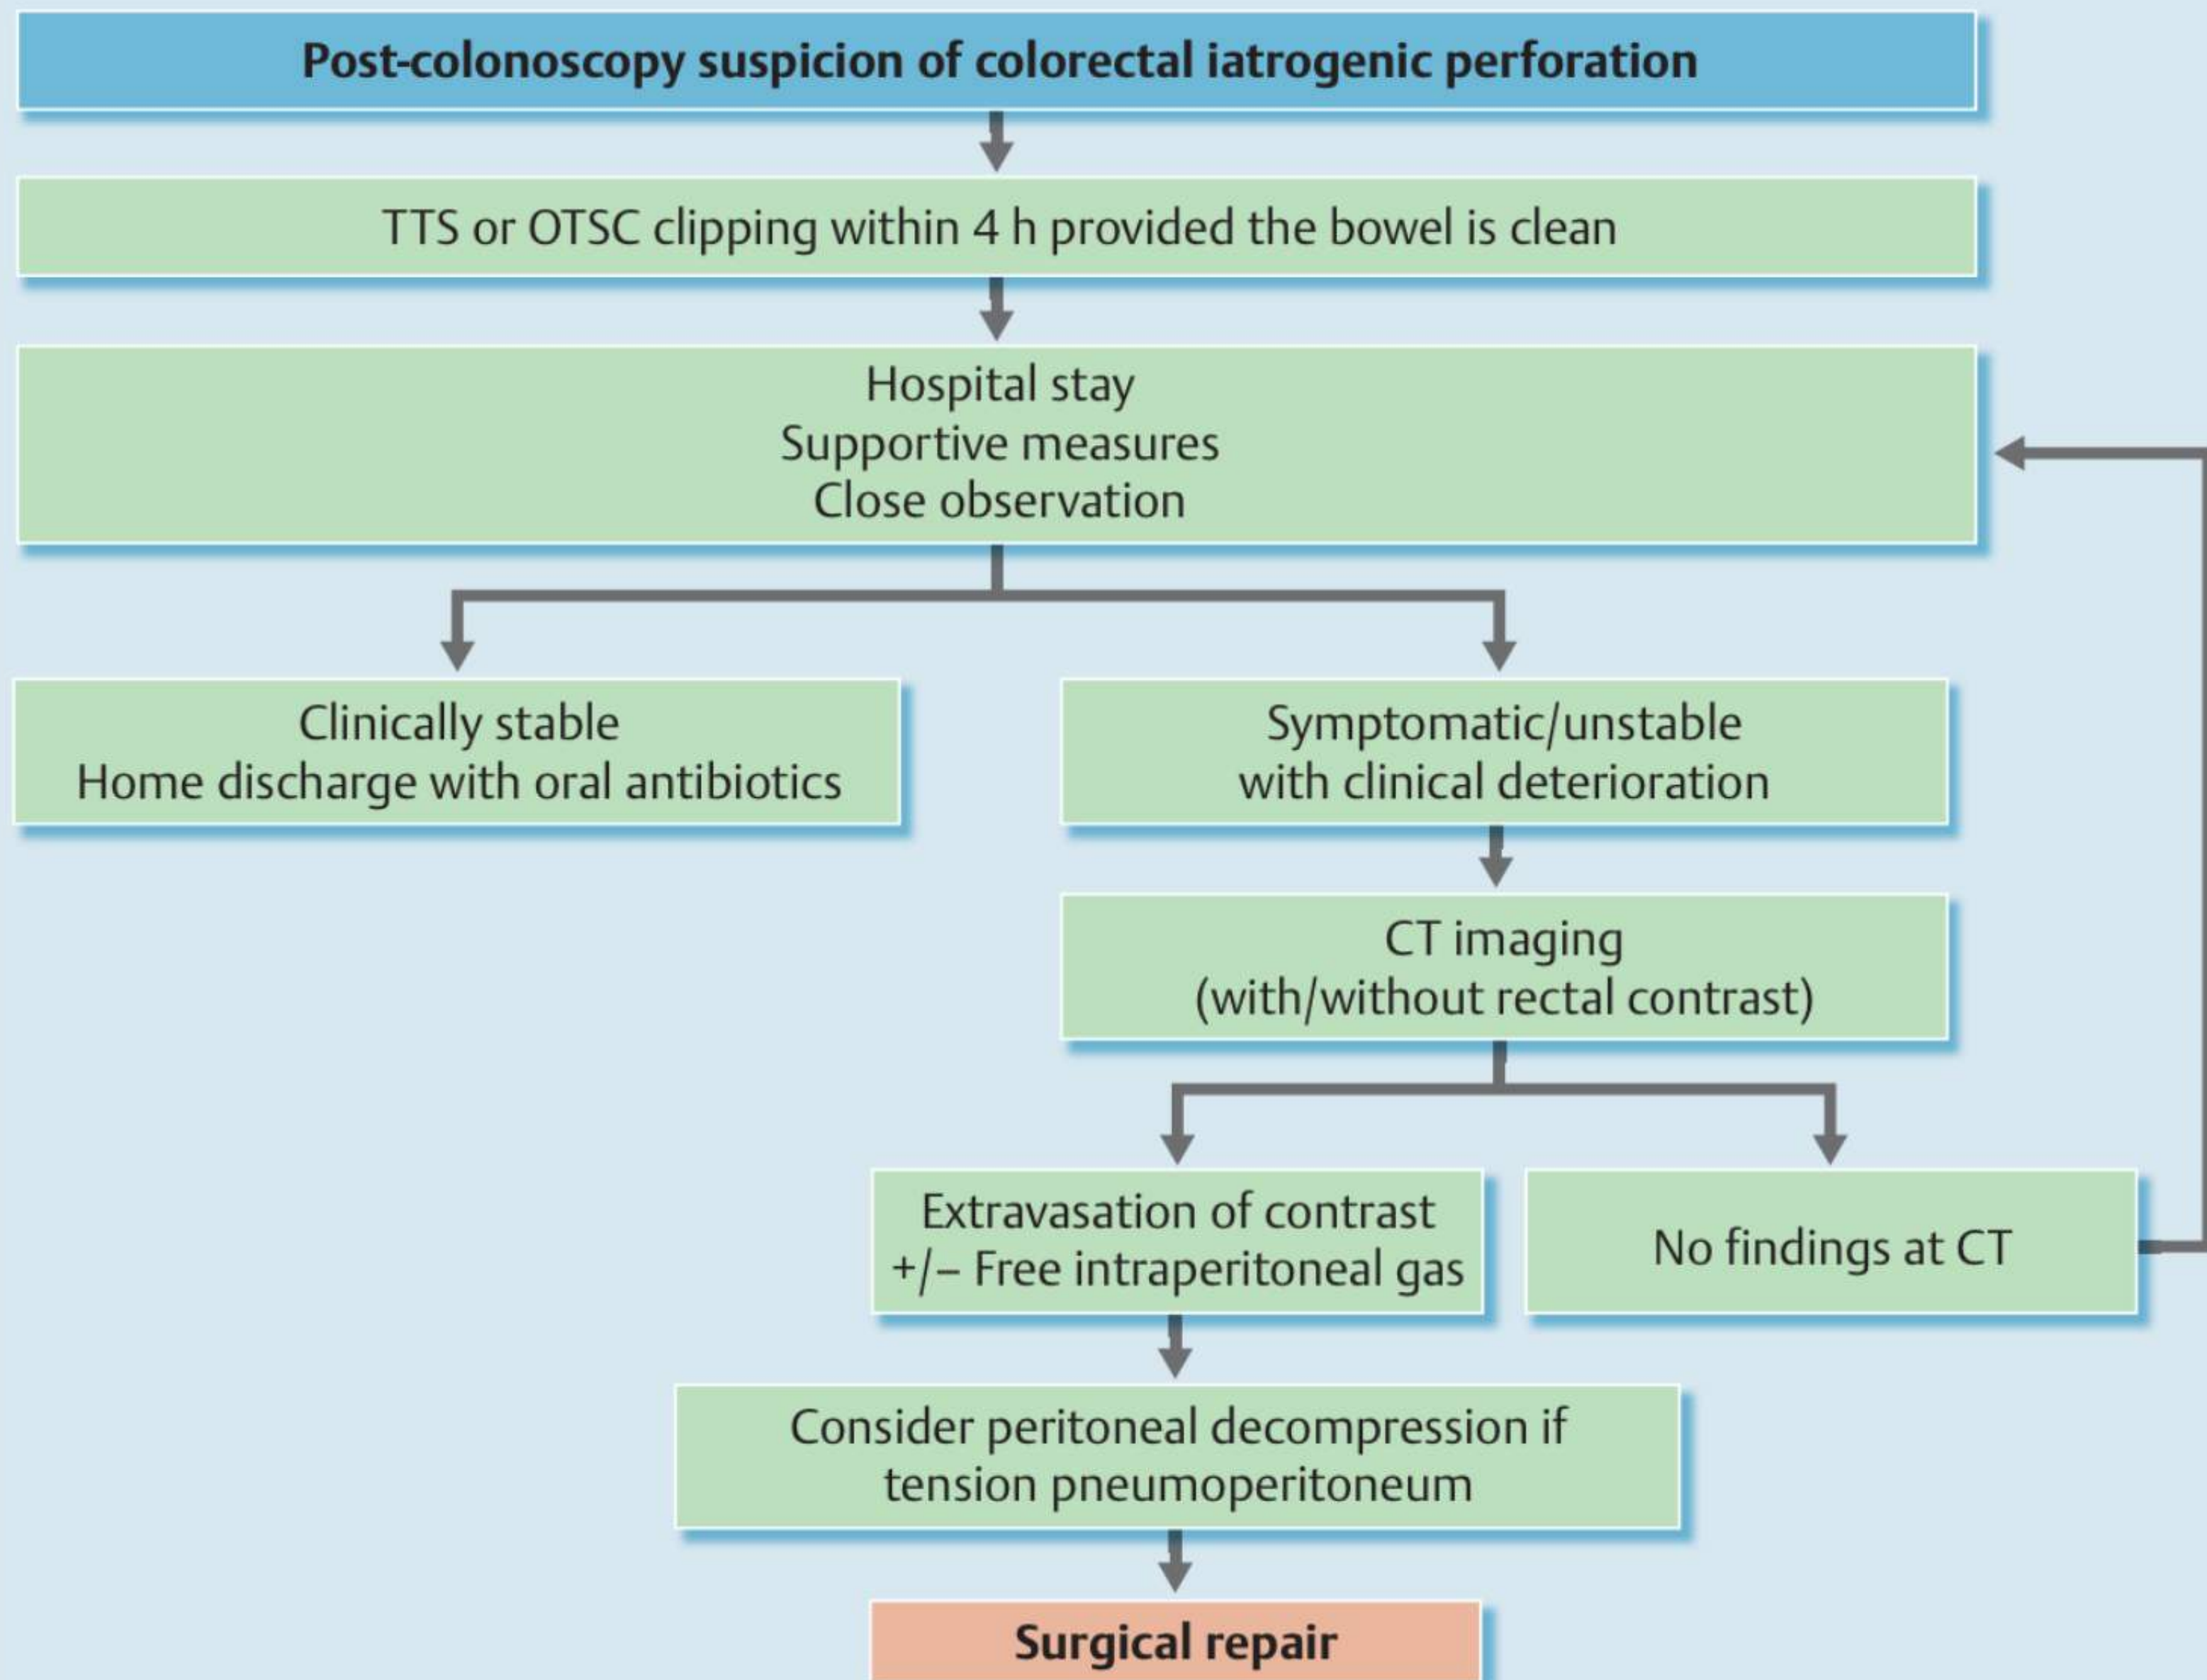 Post-colonoscopy suspicion of colorectal iatrogenic perforation
TTS or OTSC clipping within 4 h provided the bowel is clean
Hospital stay
Supportive measures
Close observation
Clinically stable
Home discharge with oral antibiotics
Symptomatic/unstable
with clinical deterioration
CT imaging
(with/without rectal contrast)
Extravasation of contrast
+/– Free intraperitoneal gas
No findings at CT
Consider peritoneal decompression if
tension pneumoperitoneum
Surgical repair